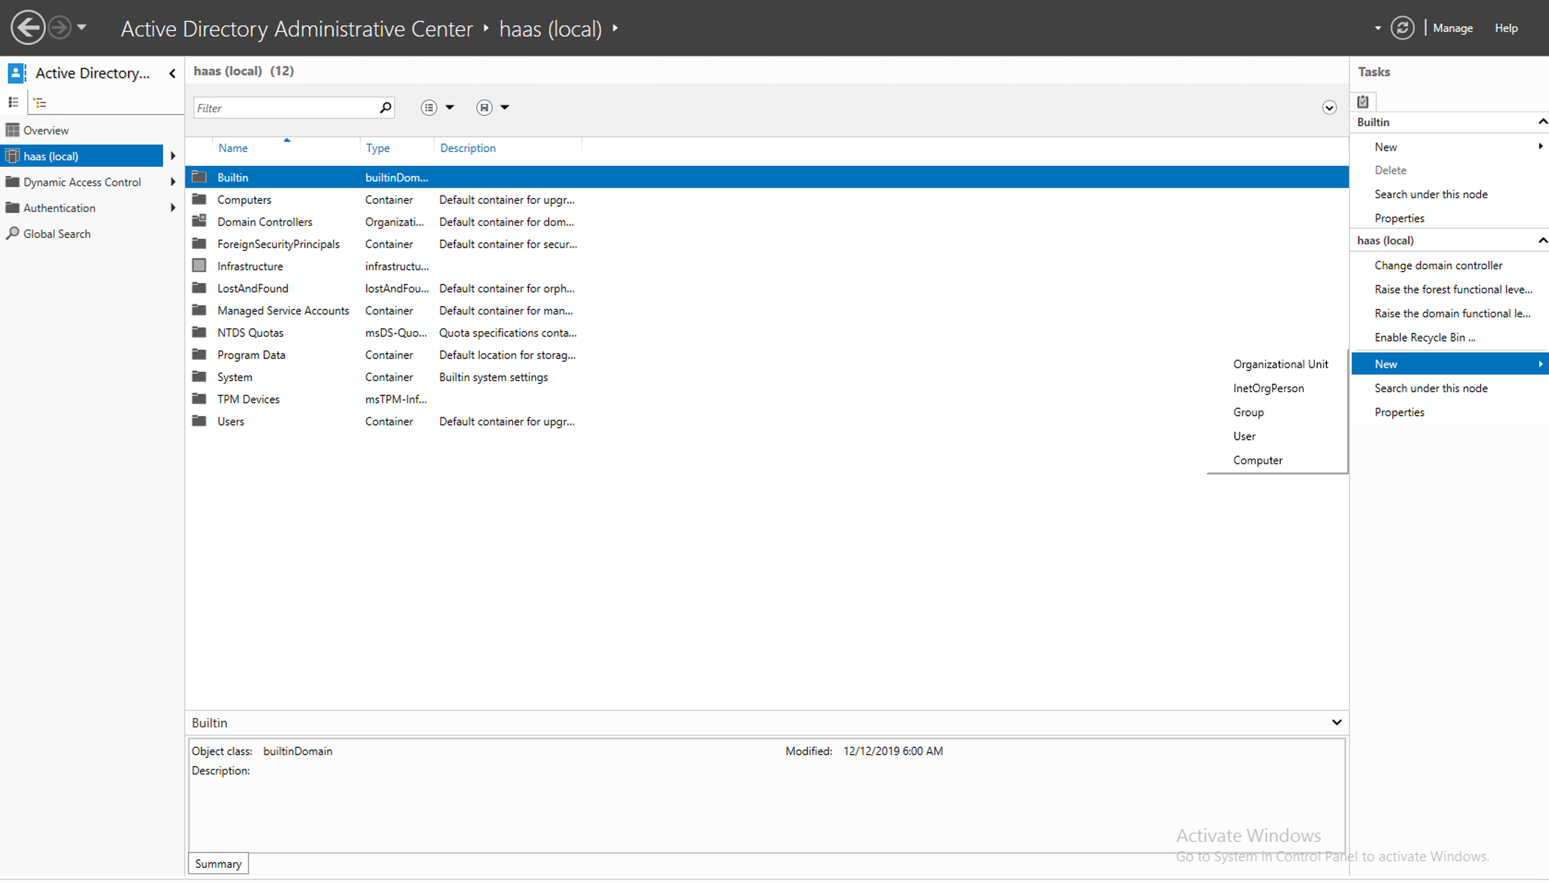 Active Directory Administrative Center haas (local)
Manage Help
Active Directory...
Overview
haas (local)
Dynamic Access Control
Authentication
Global Search
haas (local) (12)
Filter
Name Type Description
Builtin builtinDom...
Computers Container Default container for upgr...
Domain Controllers Organizati... Default container for dom...
ForeignSecurityPrincipals Container Default container for secur...
Infrastructure infrastructu...
LostAndFound lostAndFou... Default container for orph...
Managed Service Accounts Container Default container for man...
NTDS Quotas msDS-Quo... Quota specifications conta...
Program Data Container Default location for storag...
System Container Builtin system settings
TPM Devices msTPM-Inf...
Users Container Default container for upgr...
Organizational Unit
InetOrgPerson
Group
User
Computer
Tasks
Builtin
New
Delete
Search under this node
Properties
haas (local)
Change domain controller
Raise the forest functional leve...
Raise the domain functional le...
Enable Recycle Bin ...
New
Search under this node
Properties
Builtin
Object class: builtinDomain Modified: 12/12/2019 6:00 AM
Description:
Summary
Activate Windows
Go to System in Control Panel to activate Windows.